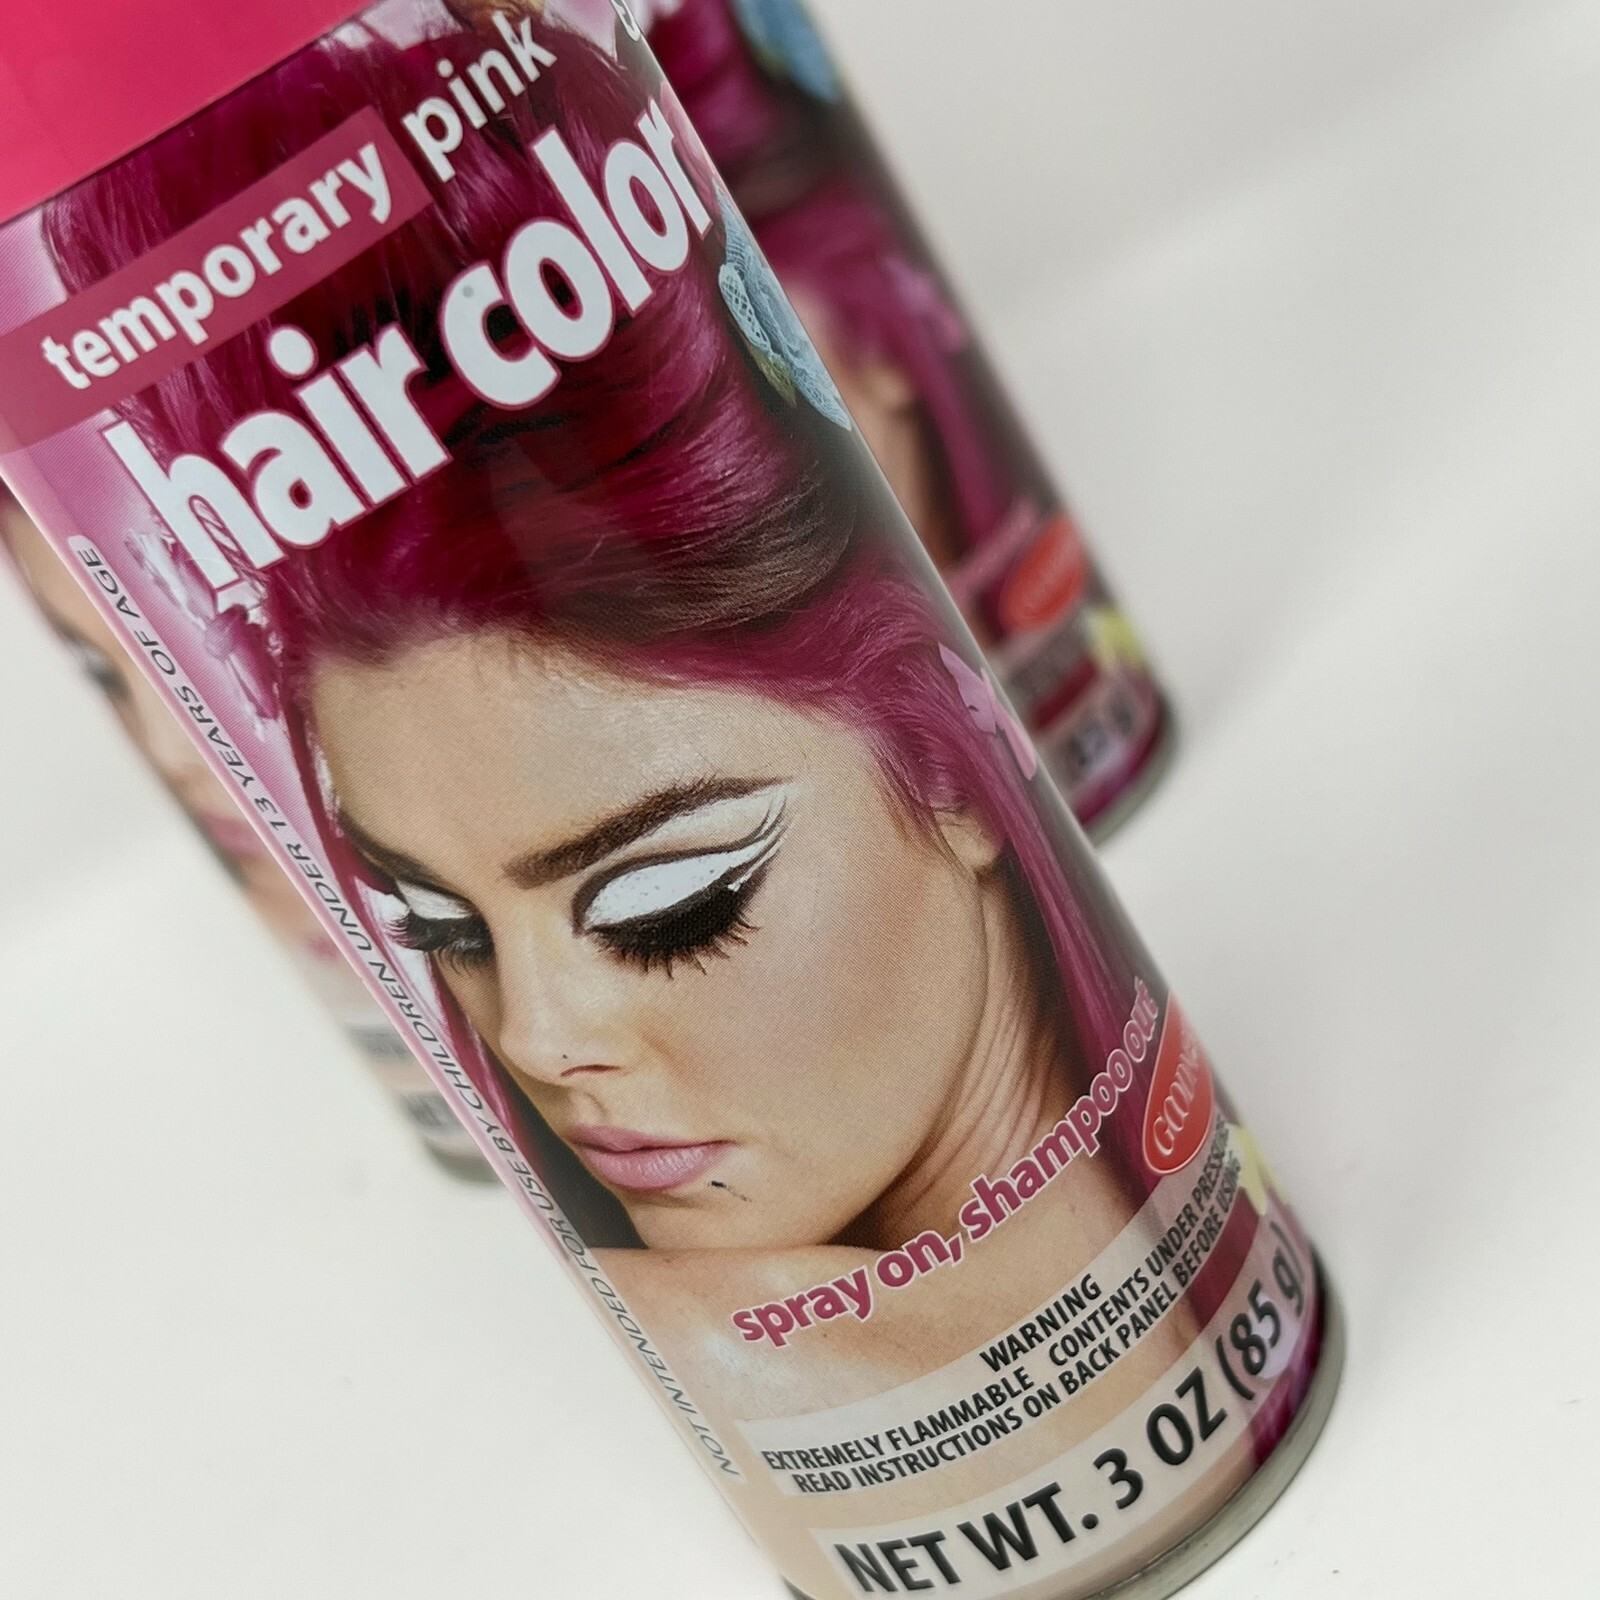 temporary pink
hair color
NOT INTENDED FOR USE BY CHILDREN UNDER 13 YEARS OF AGE
spray on, shampoo out
WARNING
EXTREMELY FLAMMABLE CONTENTS UNDER PRESSURE
READ INSTRUCTIONS ON BACK PANEL BEFORE USING
NET WT. 3 OZ (85 g)